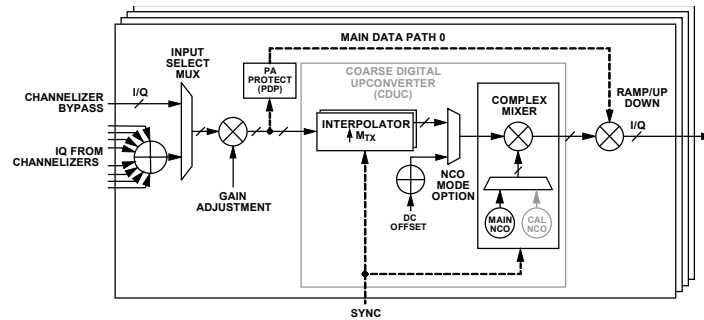 MAIN DATA PATH 0
INPUT
SELECT
MUX
PA
PROTECT
(PDP)
COARSE DIGITAL
UPCONVERTER
(CDUC)
COMPLEX
MIXER
RAMP/UP
DOWN
I/Q
CHANNELIZER
BYPASS
I/Q
INTERPOLATOR
↑ MTX
IQ FROM
CHANNELIZERS
GAIN
ADJUSTMENT
DC
OFFSET
NCO
MODE
OPTION
MAIN
NCO
CAL
NCO
SYNC